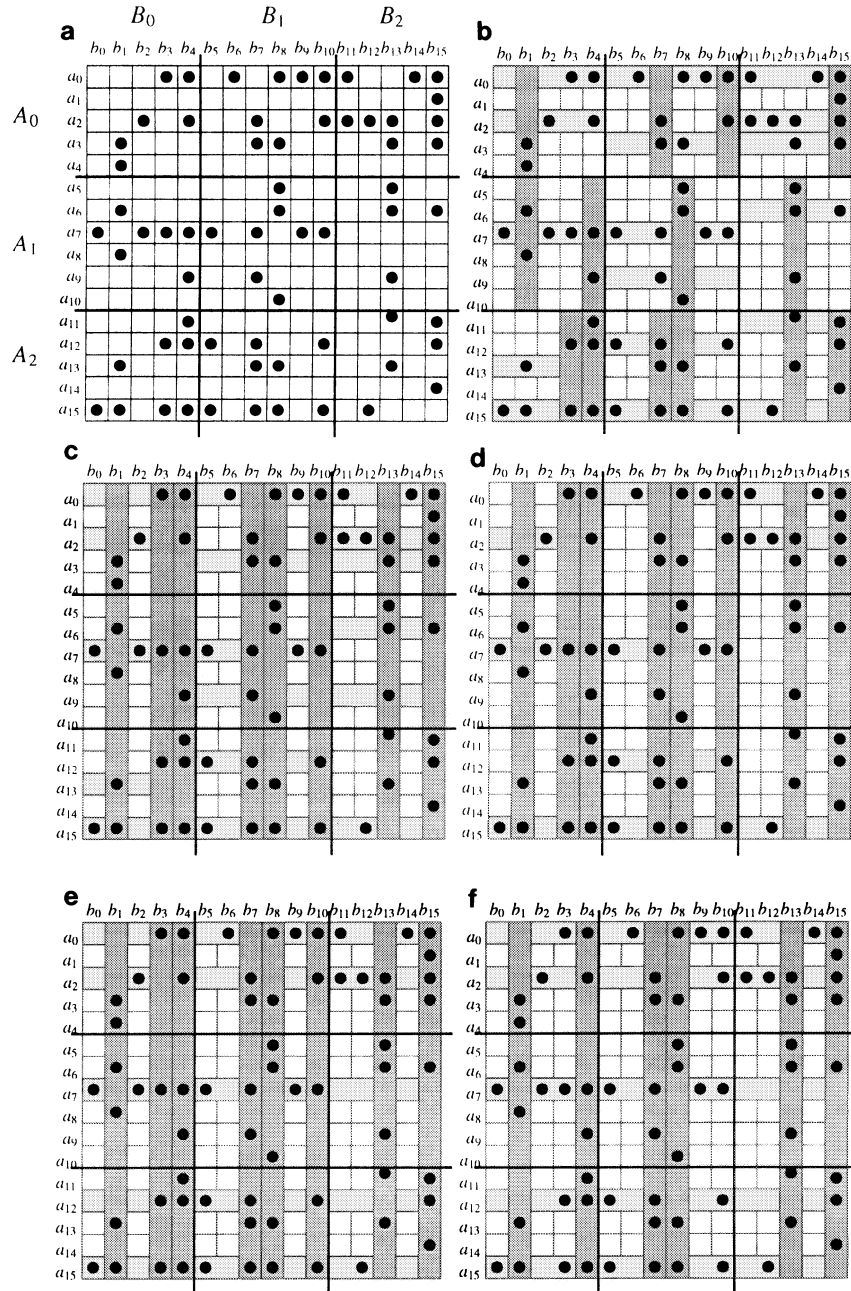 B₀ B₁ B₂
a
b₀ b₁ b₂ b₃ b₄ b₅ b₆ b₇ b₈ b₉ b₁₀ b₁₁ b₁₂ b₁₃ b₁₄ b₁₅
A₀
A₁
A₂
a₀
a₁
a₂
a₃
a₄
a₅
a₆
a₇
a₈
a₉
a₁₀
a₁₁
a₁₂
a₁₃
a₁₄
a₁₅
b
b₀ b₁ b₂ b₃ b₄ b₅ b₆ b₇ b₈ b₉ b₁₀ b₁₁ b₁₂ b₁₃ b₁₄ b₁₅
a₀
a₁
a₂
a₃
a₄
a₅
a₆
a₇
a₈
a₉
a₁₀
a₁₁
a₁₂
a₁₃
a₁₄
a₁₅
c
b₀ b₁ b₂ b₃ b₄ b₅ b₆ b₇ b₈ b₉ b₁₀ b₁₁ b₁₂ b₁₃ b₁₄ b₁₅
a₀
a₁
a₂
a₃
a₄
a₅
a₆
a₇
a₈
a₉
a₁₀
a₁₁
a₁₂
a₁₃
a₁₄
a₁₅
d
b₀ b₁ b₂ b₃ b₄ b₅ b₆ b₇ b₈ b₉ b₁₀ b₁₁ b₁₂ b₁₃ b₁₄ b₁₅
a₀
a₁
a₂
a₃
a₄
a₅
a₆
a₇
a₈
a₉
a₁₀
a₁₁
a₁₂
a₁₃
a₁₄
a₁₅
e
b₀ b₁ b₂ b₃ b₄ b₅ b₆ b₇ b₈ b₉ b₁₀ b₁₁ b₁₂ b₁₃ b₁₄ b₁₅
a₀
a₁
a₂
a₃
a₄
a₅
a₆
a₇
a₈
a₉
a₁₀
a₁₁
a₁₂
a₁₃
a₁₄
a₁₅
f
b₀ b₁ b₂ b₃ b₄ b₅ b₆ b₇ b₈ b₉ b₁₀ b₁₁ b₁₂ b₁₃ b₁₄ b₁₅
a₀
a₁
a₂
a₃
a₄
a₅
a₆
a₇
a₈
a₉
a₁₀
a₁₁
a₁₂
a₁₃
a₁₄
a₁₅